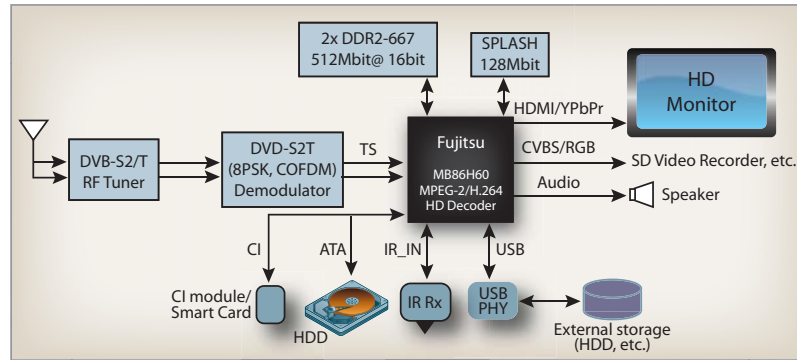 2x DDR2-667
512Mbit@ 16bit
SPLASH
128Mbit
HD
Monitor
HDMI/YPbPr
DVB-S2/T
RF Tuner
DVD-S2T
(8PSK, COFDM)
Demodulator
TS
Fujitsu
MB86H60
MPEG-2/H.264
HD Decoder
CVBS/RGB
SD Video Recorder, etc.
Audio
Speaker
CI
ATA
IR_IN
USB
CI module/
Smart Card
HDD
IR Rx
USB
PHY
External storage
(HDD, etc.)